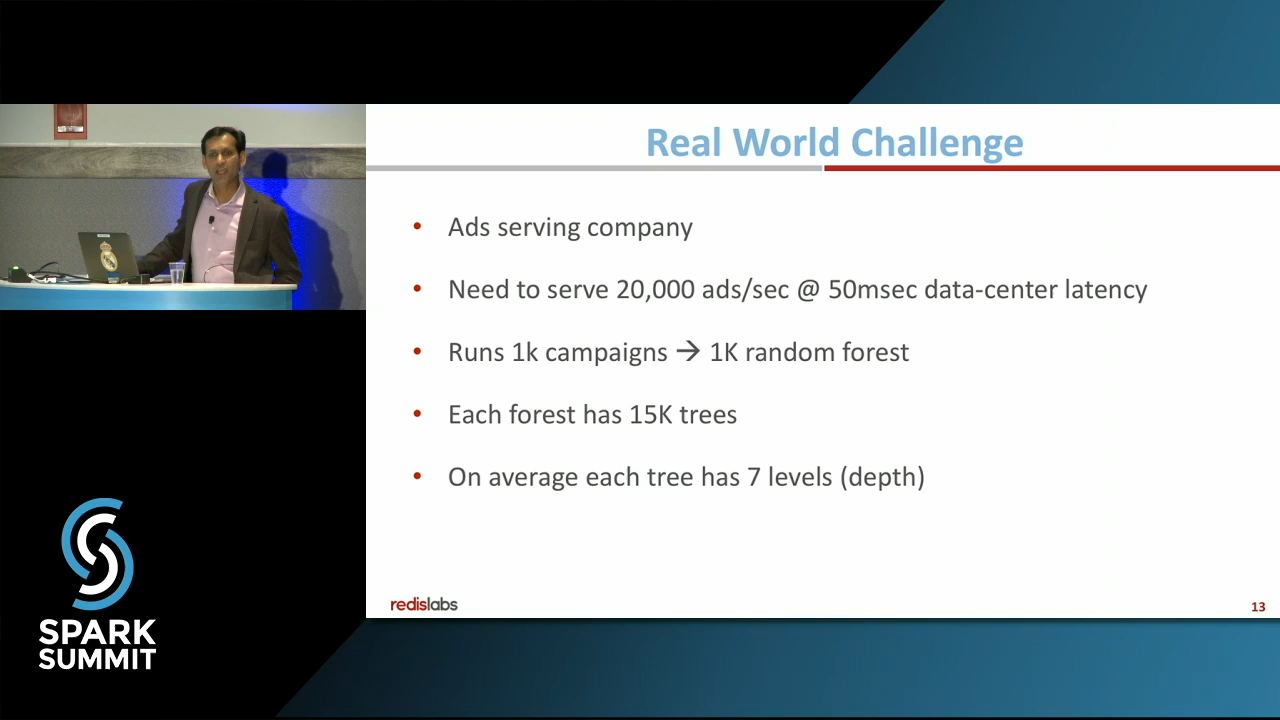 Real World Challenge
• Ads serving company
• Need to serve 20,000 ads/sec @ 50msec data-center latency
• Runs 1k campaigns → 1K random forest
• Each forest has 15K trees
• On average each tree has 7 levels (depth)
redislabs
13
SPARK
SUMMIT